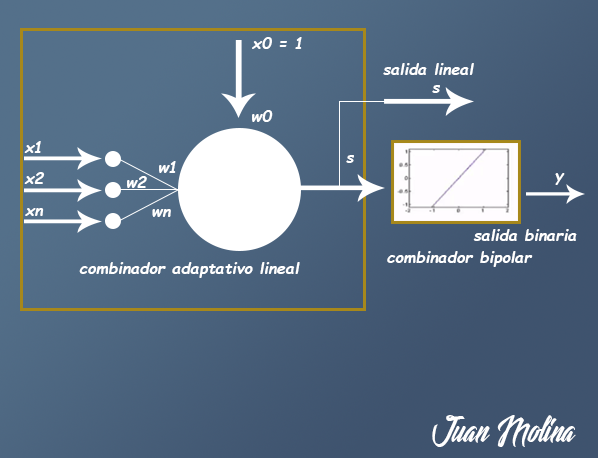 x0 = 1
salida lineal
s
w0
x1
w1
s
x2
w2
y
xn
wn
salida binaria
combinador adaptativo lineal
combinador bipolar
Juan Molina